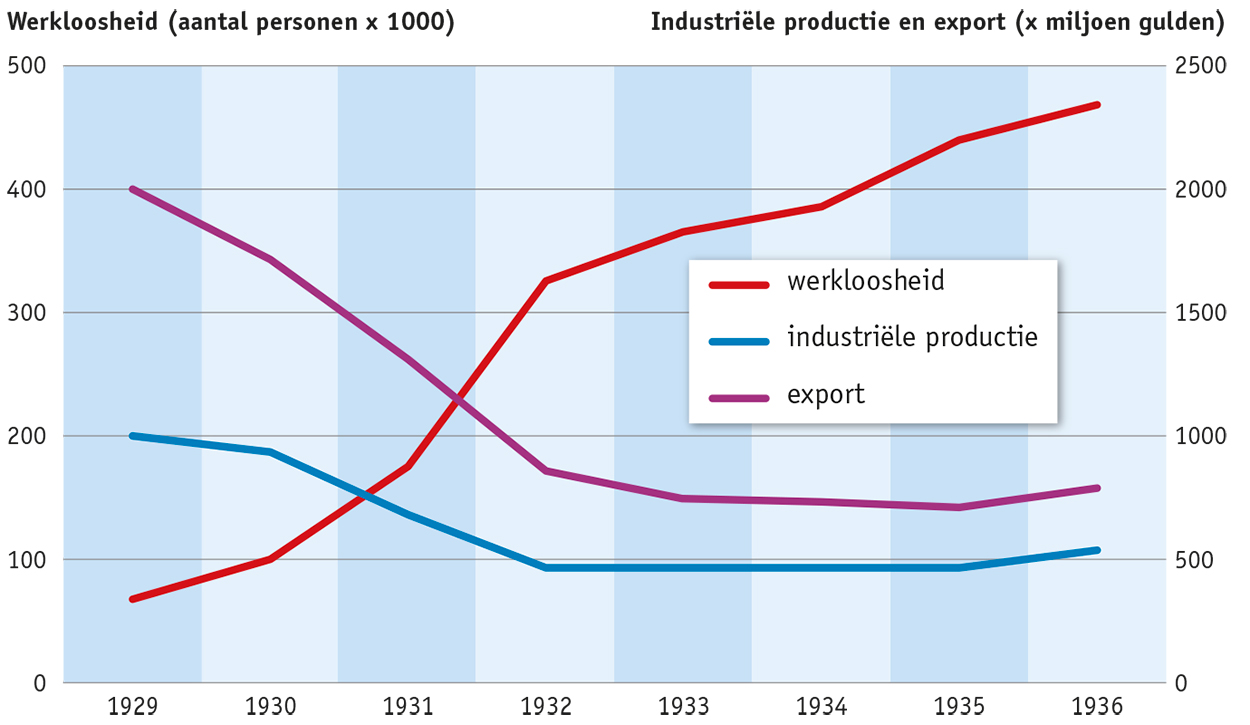 Werkloosheid (aantal personen x 1000) Industriële productie en export (x miljoen gulden)
500 2500
400 2000
300 1500
200 1000
100 500
0 0
werkloosheid
industriële productie
export
1929 1930 1931 1932 1933 1934 1935 1936